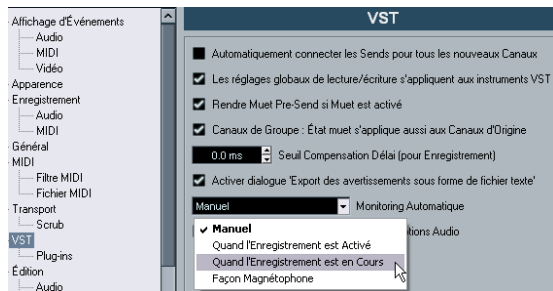 Affichage d'Événements
Audio
MIDI
Vidéo
Apparence
Enregistrement
Audio
MIDI
Général
MIDI
Filtre MIDI
Fichier MIDI
Transport
Scrub
VST
Plug-ins
Édition
Audio
VST
Automatiquement connecter les Sends pour tous les nouveaux Canaux
Les réglages globaux de lecture/écriture s'appliquent aux instruments VST
Rendre Muet Pre-Send si Muet est activé
Canaux de Groupe : État muet s'applique aussi aux Canaux d'Origine
0.0 ms Seuil Compensation Délai (pour Enregistrement)
Activer dialogue 'Export des avertissements sous forme de fichier texte'
Manuel Monitoring Automatique
Manuel
Quand l'Enregistrement est Activé
Quand l'Enregistrement est en Cours
Façon Magnétophone
Audio